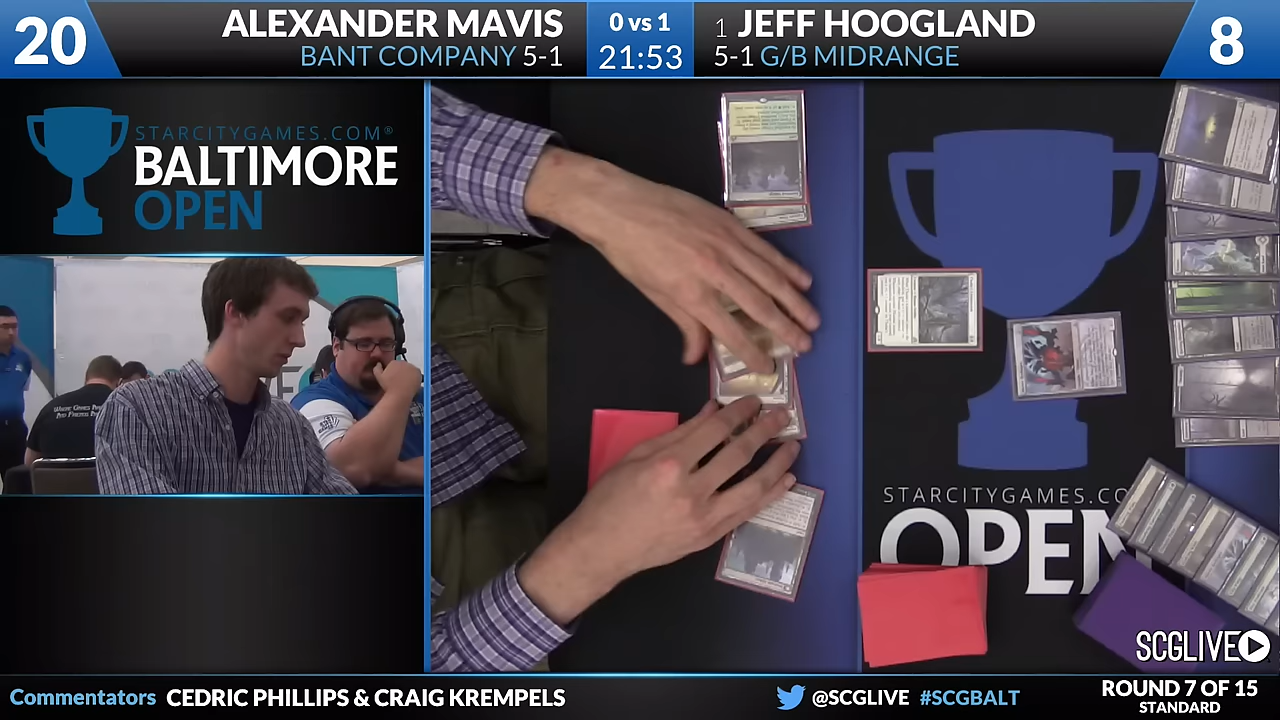 20
ALEXANDER MAVIS
BANT COMPANY 5-1
0 vs 1
21:53
1 JEFF HOOGLAND
5-1 G/B MIDRANGE
8
STARCITYGAMES.COM®
BALTIMORE
OPEN
STARCITYGAMES.CO
OPEN
SCGLIVE
Commentators CEDRIC PHILLIPS & CRAIG KREMPELS
@SCGLIVE #SCGBALT
ROUND 7 OF 15
STANDARD